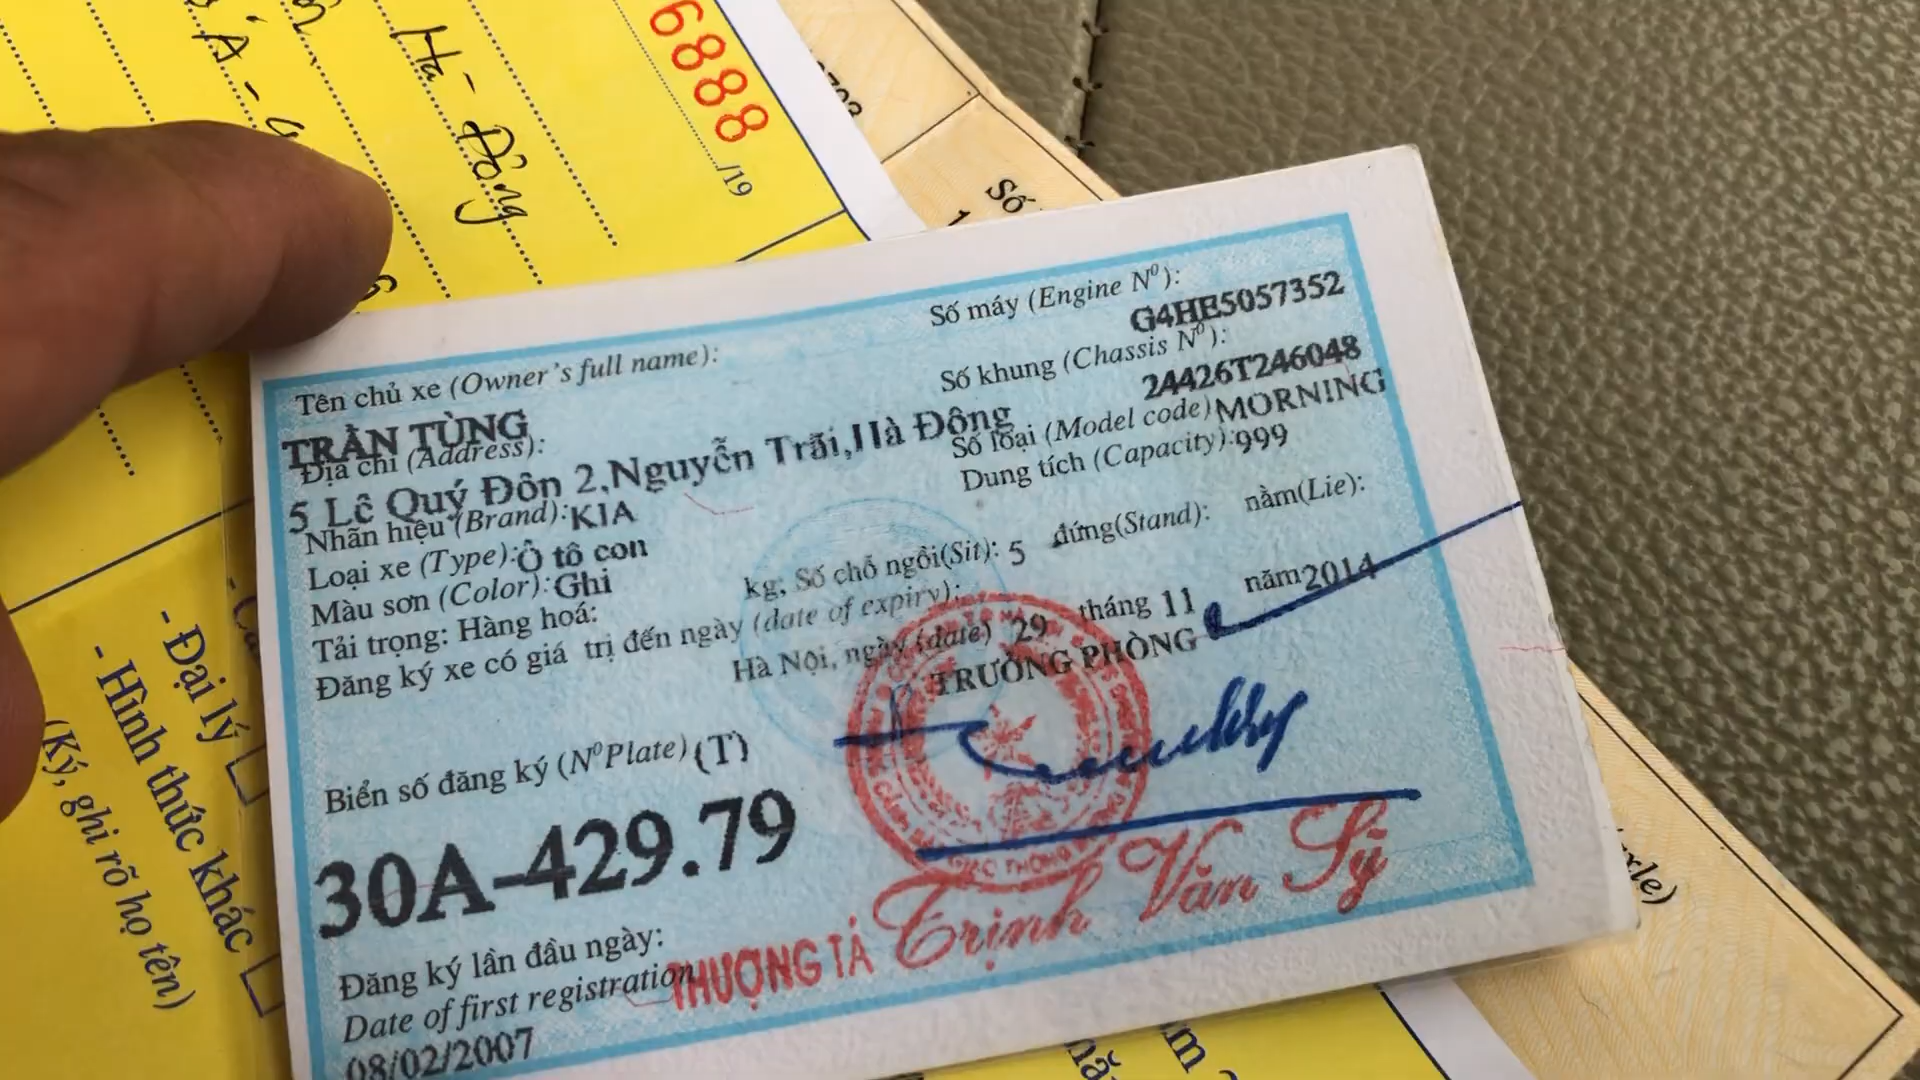 6888
Hà Đông
/19
Số
Số máy (Engine N⁰):
G4HE5057352
Tên chủ xe (Owner's full name):
Số khung (Chassis N⁰):
TRẦN TÙNG
24426T246048
Địa chỉ (Address):
Số loại (Model code) MORNING
5 Lê Quý Đôn 2,Nguyễn Trãi,Hà Đông
Dung tích (Capacity):999
Nhãn hiệu (Brand):KIA
Loại xe (Type):Ô tô con
Màu sơn (Color):Ghi
Tải trọng: Hàng hoá: kg; Số chỗ ngồi(Sit): 5 đứng(Stand): nằm(Lie):
Đăng ký xe có giá trị đến ngày (date of expiry):
Hà Nội, ngày (date) 29 tháng 11 năm2014
TRƯỞNG PHÒNG
Biển số đăng ký (N⁰Plate)(T)
30A-429.79
Đăng ký lần đầu ngày:
Date of first registration
08/02/2007
THƯỢNG TÁ Trịnh Văn Sỹ
- Đại lý
- Hình thức khác
(Ký, ghi rõ họ tên)
xle)